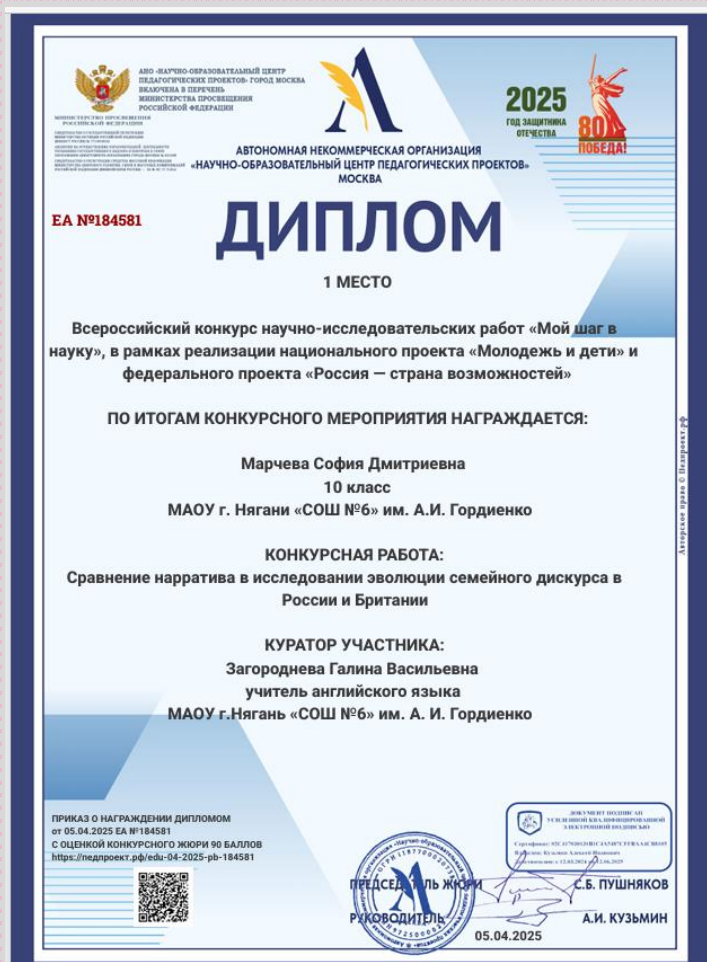 АНО «НАУЧНО-ОБРАЗОВАТЕЛЬНЫЙ ЦЕНТР
ПЕДАГОГИЧЕСКИХ ПРОЕКТОВ» ГОРОД МОСКВА
ВКЛЮЧЕНА В ПЕРЕЧЕНЬ
МИНИСТЕРСТВА ПРОСВЕЩЕНИЯ
РОССИЙСКОЙ ФЕДЕРАЦИИ
МИНИСТЕРСТВО ПРОСВЕЩЕНИЯ
РОССИЙСКОЙ ФЕДЕРАЦИИ
2025
ГОД ЗАЩИТНИКА
ОТЕЧЕСТВА
80
ПОБЕДА!
АВТОНОМНАЯ НЕКОММЕРЧЕСКАЯ ОРГАНИЗАЦИЯ
«НАУЧНО-ОБРАЗОВАТЕЛЬНЫЙ ЦЕНТР ПЕДАГОГИЧЕСКИХ ПРОЕКТОВ»
МОСКВА
ЕА №184581
ДИПЛОМ
1 МЕСТО
Всероссийский конкурс научно-исследовательских работ «Мой шаг в
науку», в рамках реализации национального проекта «Молодежь и дети» и
федерального проекта «Россия — страна возможностей»
ПО ИТОГАМ КОНКУРСНОГО МЕРОПРИЯТИЯ НАГРАЖДАЕТСЯ:
Марчева София Дмитриевна
10 класс
МАОУ г. Нягани «СОШ №6» им. А.И. Гордиенко
КОНКУРСНАЯ РАБОТА:
Сравнение нарратива в исследовании эволюции семейного дискурса в
России и Британии
КУРАТОР УЧАСТНИКА:
Загороднева Галина Васильевна
учитель английского языка
МАОУ г.Нягань «СОШ №6» им. А. И. Гордиенко
Авторское право © Педпроект.рф
ПРИКАЗ О НАГРАЖДЕНИИ ДИПЛОМОМ
от 05.04.2025 ЕА №184581
С ОЦЕНКОЙ КОНКУРСНОГО ЖЮРИ 90 БАЛЛОВ
https://педпроект.рф/edu-04-2025-pb-184581
ДОКУМЕНТ ПОДПИСАН
УСИЛЕННОЙ КВАЛИФИЦИРОВАННОЙ
ЭЛЕКТРОННОЙ ПОДПИСЬЮ
ПРЕДСЕДАТЕЛЬ ЖЮРИ С.Б. ПУШНЯКОВ
РУКОВОДИТЕЛЬ А.И. КУЗЬМИН
05.04.2025